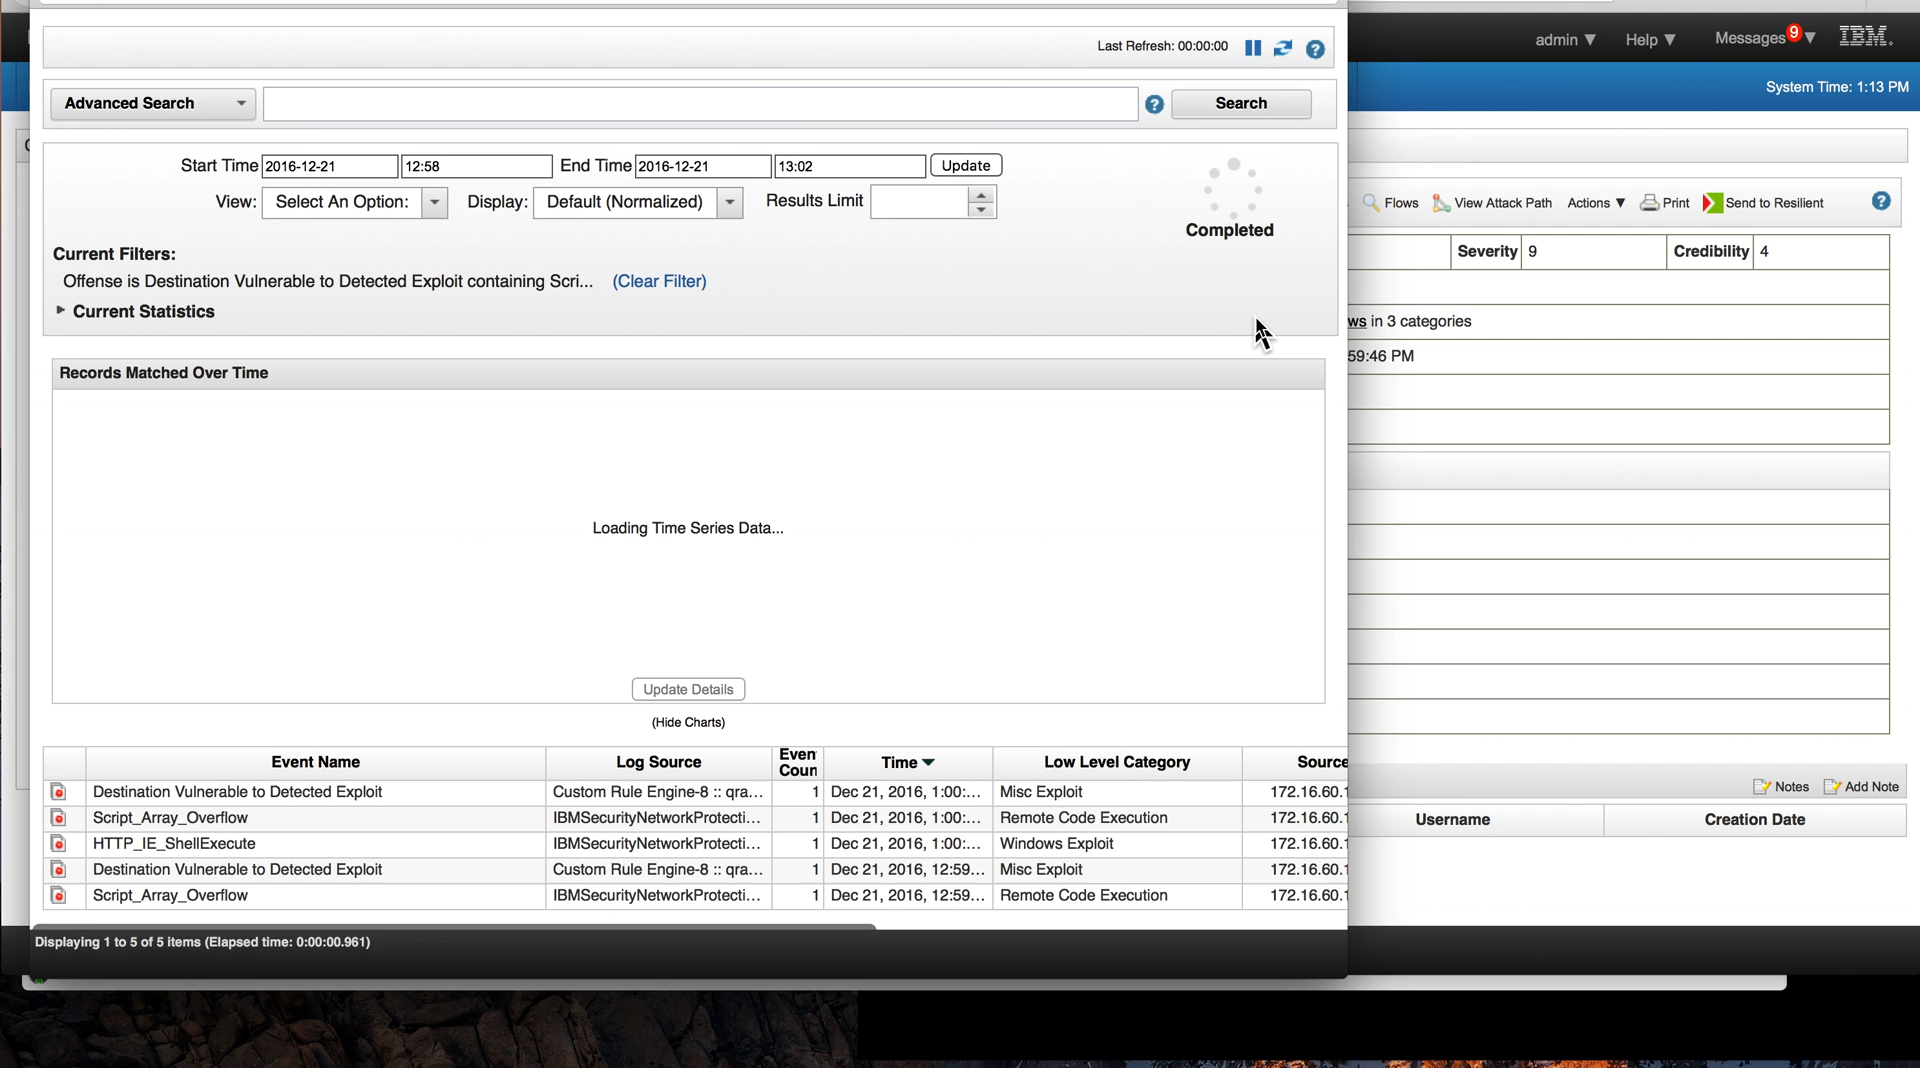 Last Refresh: 00:00:00
admin ▼ Help ▼ Messages 9 ▼ IBM
System Time: 1:13 PM
Advanced Search
Search
Start Time 2016-12-21 12:58 End Time 2016-12-21 13:02 Update
View: Select An Option: Display: Default (Normalized) Results Limit
Completed
Current Filters:
Offense is Destination Vulnerable to Detected Exploit containing Scri... (Clear Filter)
Current Statistics
Flows View Attack Path Actions ▼ Print Send to Resilient
Severity 9 Credibility 4
ws in 3 categories
59:46 PM
Records Matched Over Time
Loading Time Series Data...
Update Details
(Hide Charts)
Event Name Log Source Even Coun Time Low Level Category Source
Destination Vulnerable to Detected Exploit Custom Rule Engine-8 :: qra... 1 Dec 21, 2016, 1:00:... Misc Exploit 172.16.60.1
Script_Array_Overflow IBMSecurityNetworkProtecti... 1 Dec 21, 2016, 1:00:... Remote Code Execution 172.16.60.1
HTTP_IE_ShellExecute IBMSecurityNetworkProtecti... 1 Dec 21, 2016, 1:00:... Windows Exploit 172.16.60.1
Destination Vulnerable to Detected Exploit Custom Rule Engine-8 :: qra... 1 Dec 21, 2016, 12:59... Misc Exploit 172.16.60.1
Script_Array_Overflow IBMSecurityNetworkProtecti... 1 Dec 21, 2016, 12:59... Remote Code Execution 172.16.60.1
Notes Add Note
Username Creation Date
Displaying 1 to 5 of 5 items (Elapsed time: 0:00:00.961)